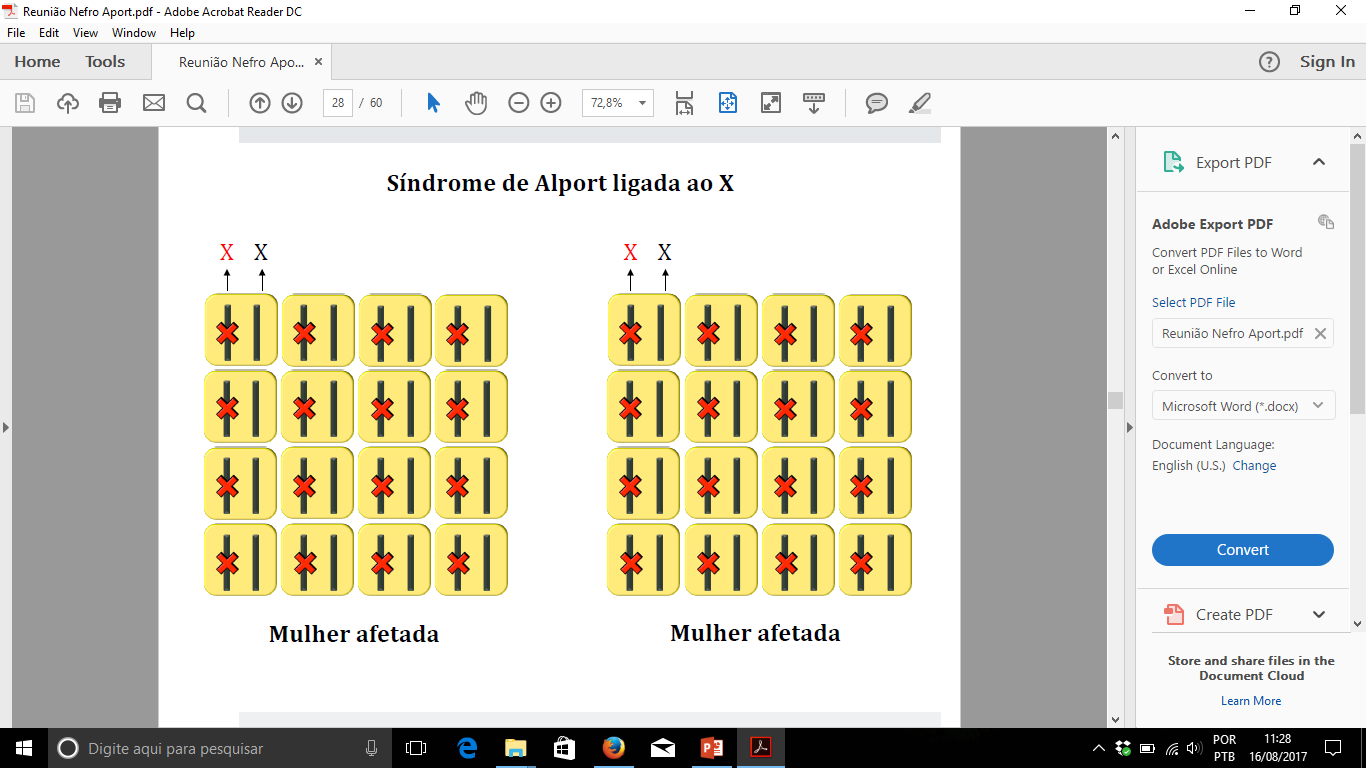 Reunião Nefro Aport.pdf - Adobe Acrobat Reader DC
File Edit View Window Help
Home Tools Reunião Nefro Apo... × Sign In
28 / 60 72,8%
Síndrome de Alport ligada ao X
X X X X
Mulher afetada Mulher afetada
Export PDF
Adobe Export PDF
Convert PDF Files to Word
or Excel Online
Select PDF File
Reunião Nefro Aport.pdf
Convert to
Microsoft Word (*.docx)
Document Language:
English (U.S.) Change
Convert
Create PDF
Store and share files in the
Document Cloud
Learn More
Digite aqui para pesquisar
POR
PTB
11:28
16/08/2017